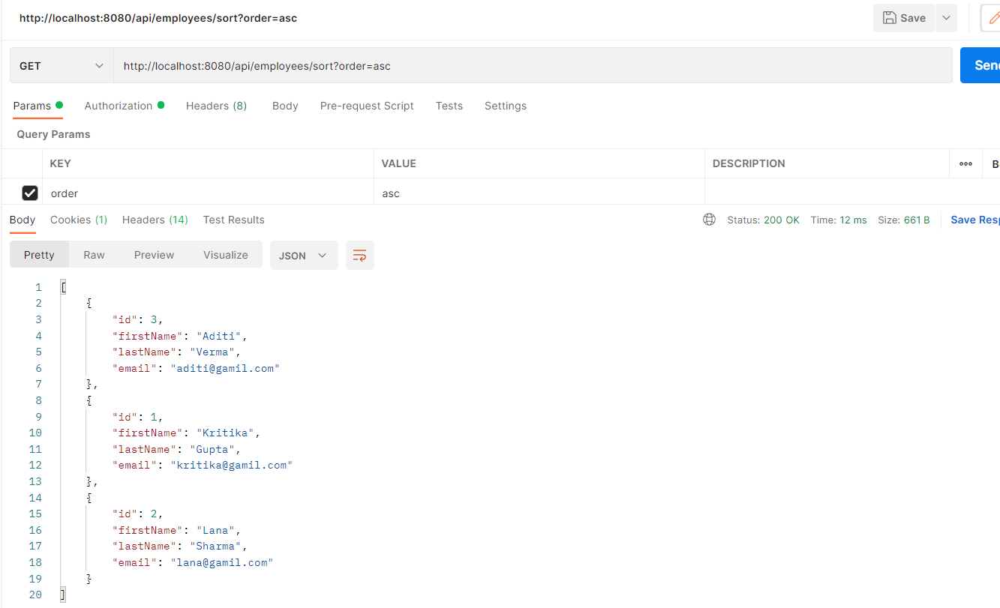 http://localhost:8080/api/employees/sort?order=asc
Save
GET
http://localhost:8080/api/employees/sort?order=asc
Params
Authorization
Headers (8)
Body
Pre-request Script
Tests
Settings
Query Params
KEY
VALUE
DESCRIPTION
ooo
order
asc
Body
Cookies (1)
Headers (14)
Test Results
Status: 200 OK
Time: 12 ms
Size: 661 B
Pretty
Raw
Preview
Visualize
JSON
1 [
2 {
3 "id": 3,
4 "firstName": "Aditi",
5 "lastName": "Verma",
6 "email": "aditi@gamil.com"
7 },
8 {
9 "id": 1,
10 "firstName": "Kritika",
11 "lastName": "Gupta",
12 "email": "kritika@gamil.com"
13 },
14 {
15 "id": 2,
16 "firstName": "Lana",
17 "lastName": "Sharma",
18 "email": "lana@gamil.com"
19 }
20 ]